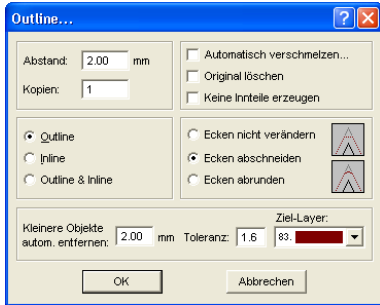 Outline...
Abstand: 2.00 mm
Kopien: 1
Automatisch verschmelzen...
Original löschen
Keine Innteile erzeugen
Outline
Inline
Outline & Inline
Ecken nicht verändern
Ecken abschneiden
Ecken abrunden
Kleinere Objekte
autom. entfernen: 2.00 mm Toleranz: 1.6
Ziel-Layer:
83.
OK
Abbrechen